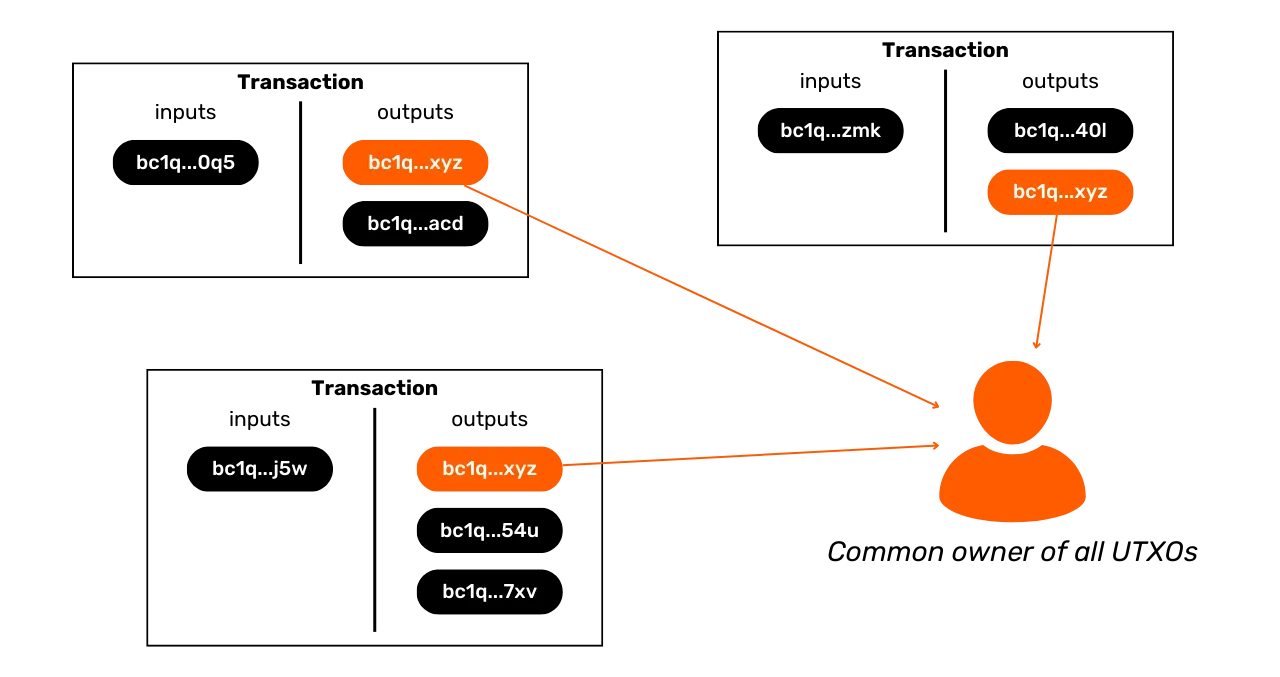 Transaction
inputs
outputs
bc1q...0q5
bc1q...xyz
bc1q...acd
Transaction
inputs
outputs
bc1q...zmk
bc1q...40l
bc1q...xyz
Transaction
inputs
outputs
bc1q...j5w
bc1q...xyz
bc1q...54u
bc1q...7xv
Common owner of all UTXOs